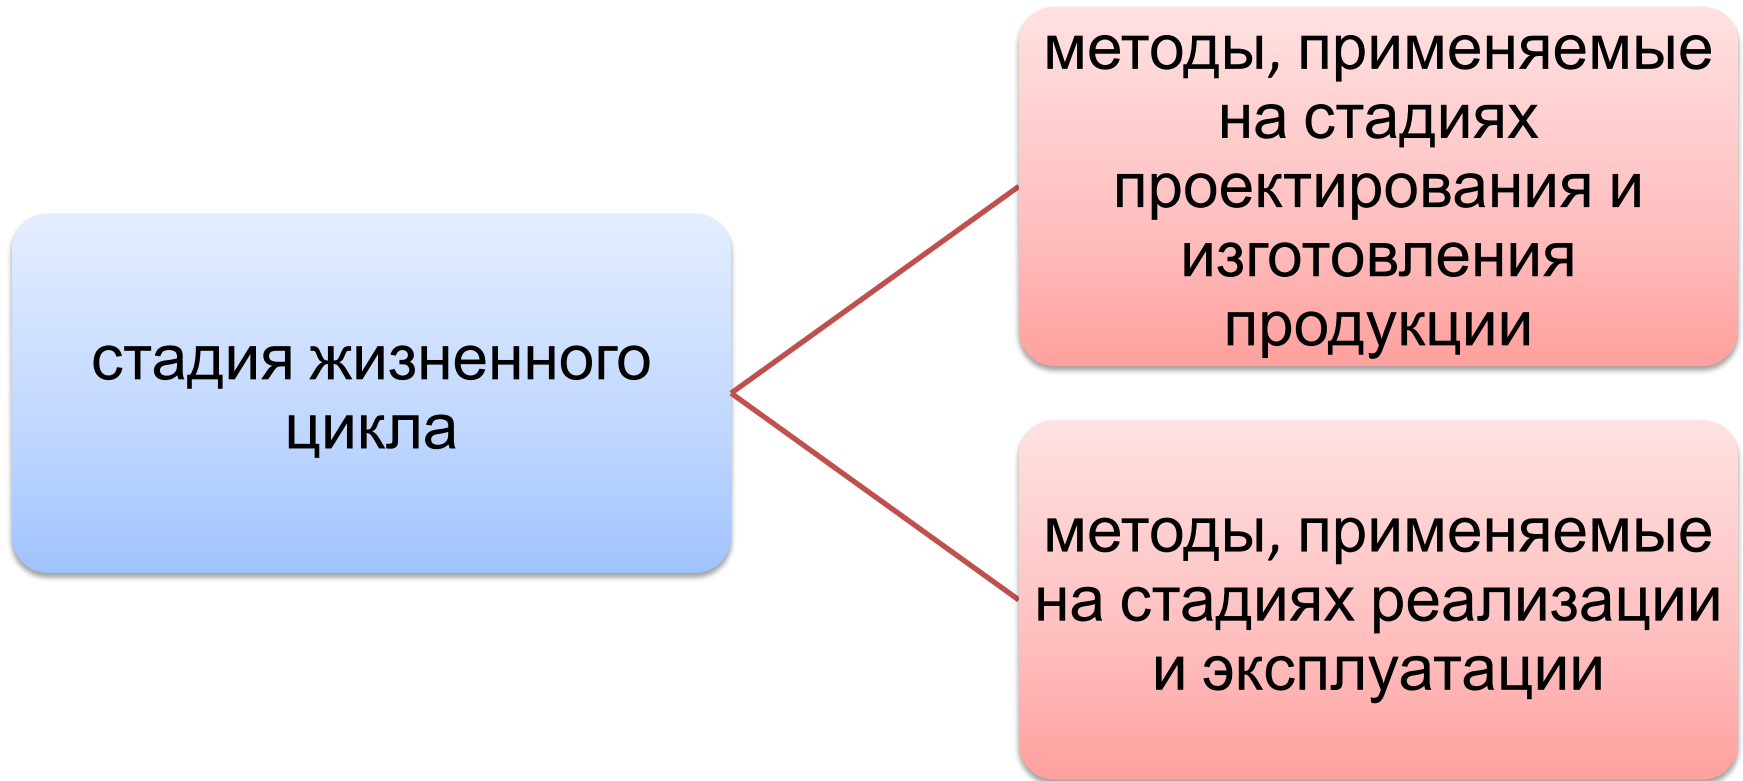 стадия жизненного
цикла
методы, применяемые
на стадиях
проектирования и
изготовления
продукции
методы, применяемые
на стадиях реализации
и эксплуатации